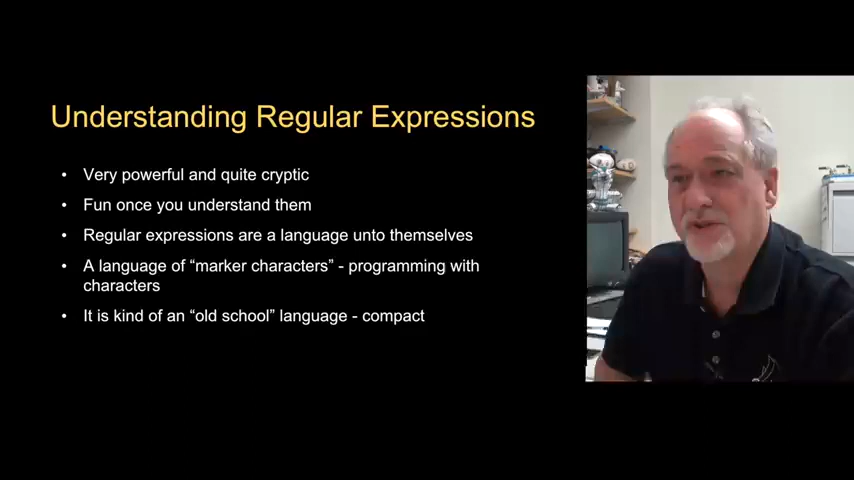 Understanding Regular Expressions
• Very powerful and quite cryptic
• Fun once you understand them
• Regular expressions are a language unto themselves
• A language of “marker characters” - programming with
characters
• It is kind of an “old school” language - compact